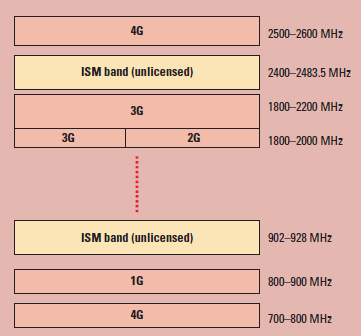 4G 2500–2600 MHz
ISM band (unlicensed) 2400–2483.5 MHz
3G 1800–2200 MHz
3G 2G 1800–2000 MHz
ISM band (unlicensed) 902–928 MHz
1G 800–900 MHz
4G 700–800 MHz